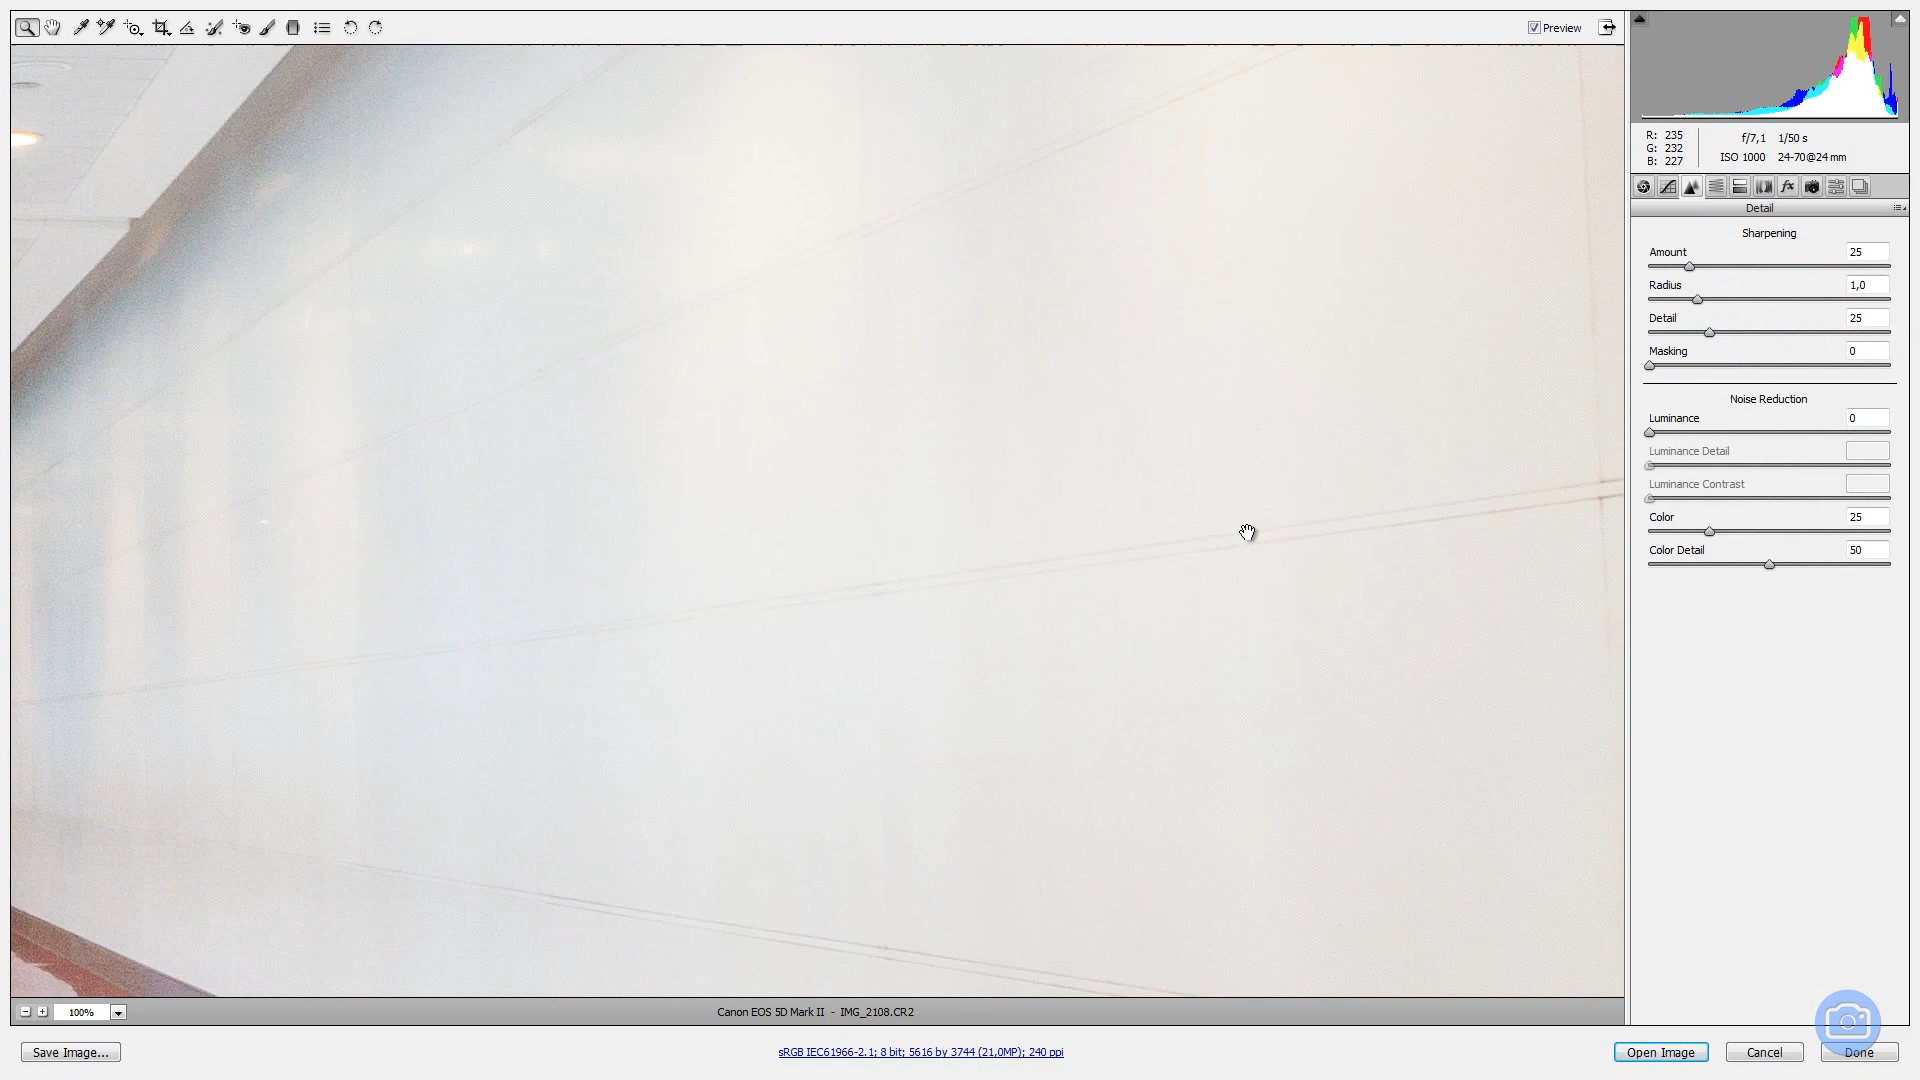 Preview
R: 235
G: 232
B: 227
f/7,1 1/50 s
ISO 1000 24-70@24 mm
fx
Detail
Sharpening
Amount 25
Radius 1,0
Detail 25
Masking 0
Noise Reduction
Luminance 0
Luminance Detail
Luminance Contrast
Color 25
Color Detail 50
100%
Canon EOS 5D Mark II - IMG_2108.CR2
Save Image...
sRGB IEC61966-2.1; 8 bit; 5616 by 3744 (21,0MP); 240 ppi
Open Image
Cancel
Done